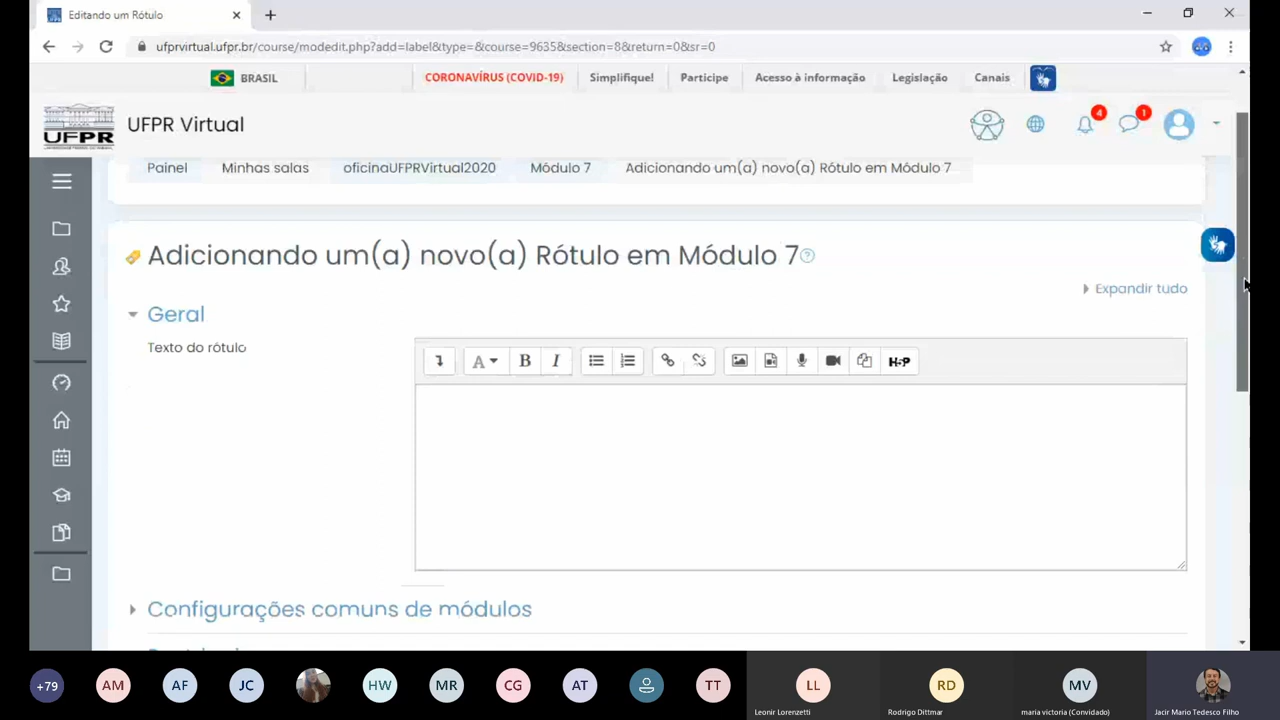 Editando um Rótulo
ufprvirtual.ufpr.br/course/modedit.php?add=label&type=&course=9635&section=8&return=0&sr=0
BRASIL CORONAVÍRUS (COVID-19) Simplifique! Participe Acesso à informação Legislação Canais
UFPR UFPR Virtual 4 1
Painel Minhas salas oficinaUFPRVirtual2020 Módulo 7 Adicionando um(a) novo(a) Rótulo em Módulo 7
Adicionando um(a) novo(a) Rótulo em Módulo 7
Expandir tudo
Geral
Texto do rótulo
A B I H-P
Configurações comuns de módulos
+79 AM AF JC HW MR CG AT TT LL RD MV
Leonir Lorenzetti Rodrigo Dittmar maria victoria (Convidado) Jacir Mario Tedesco Filho